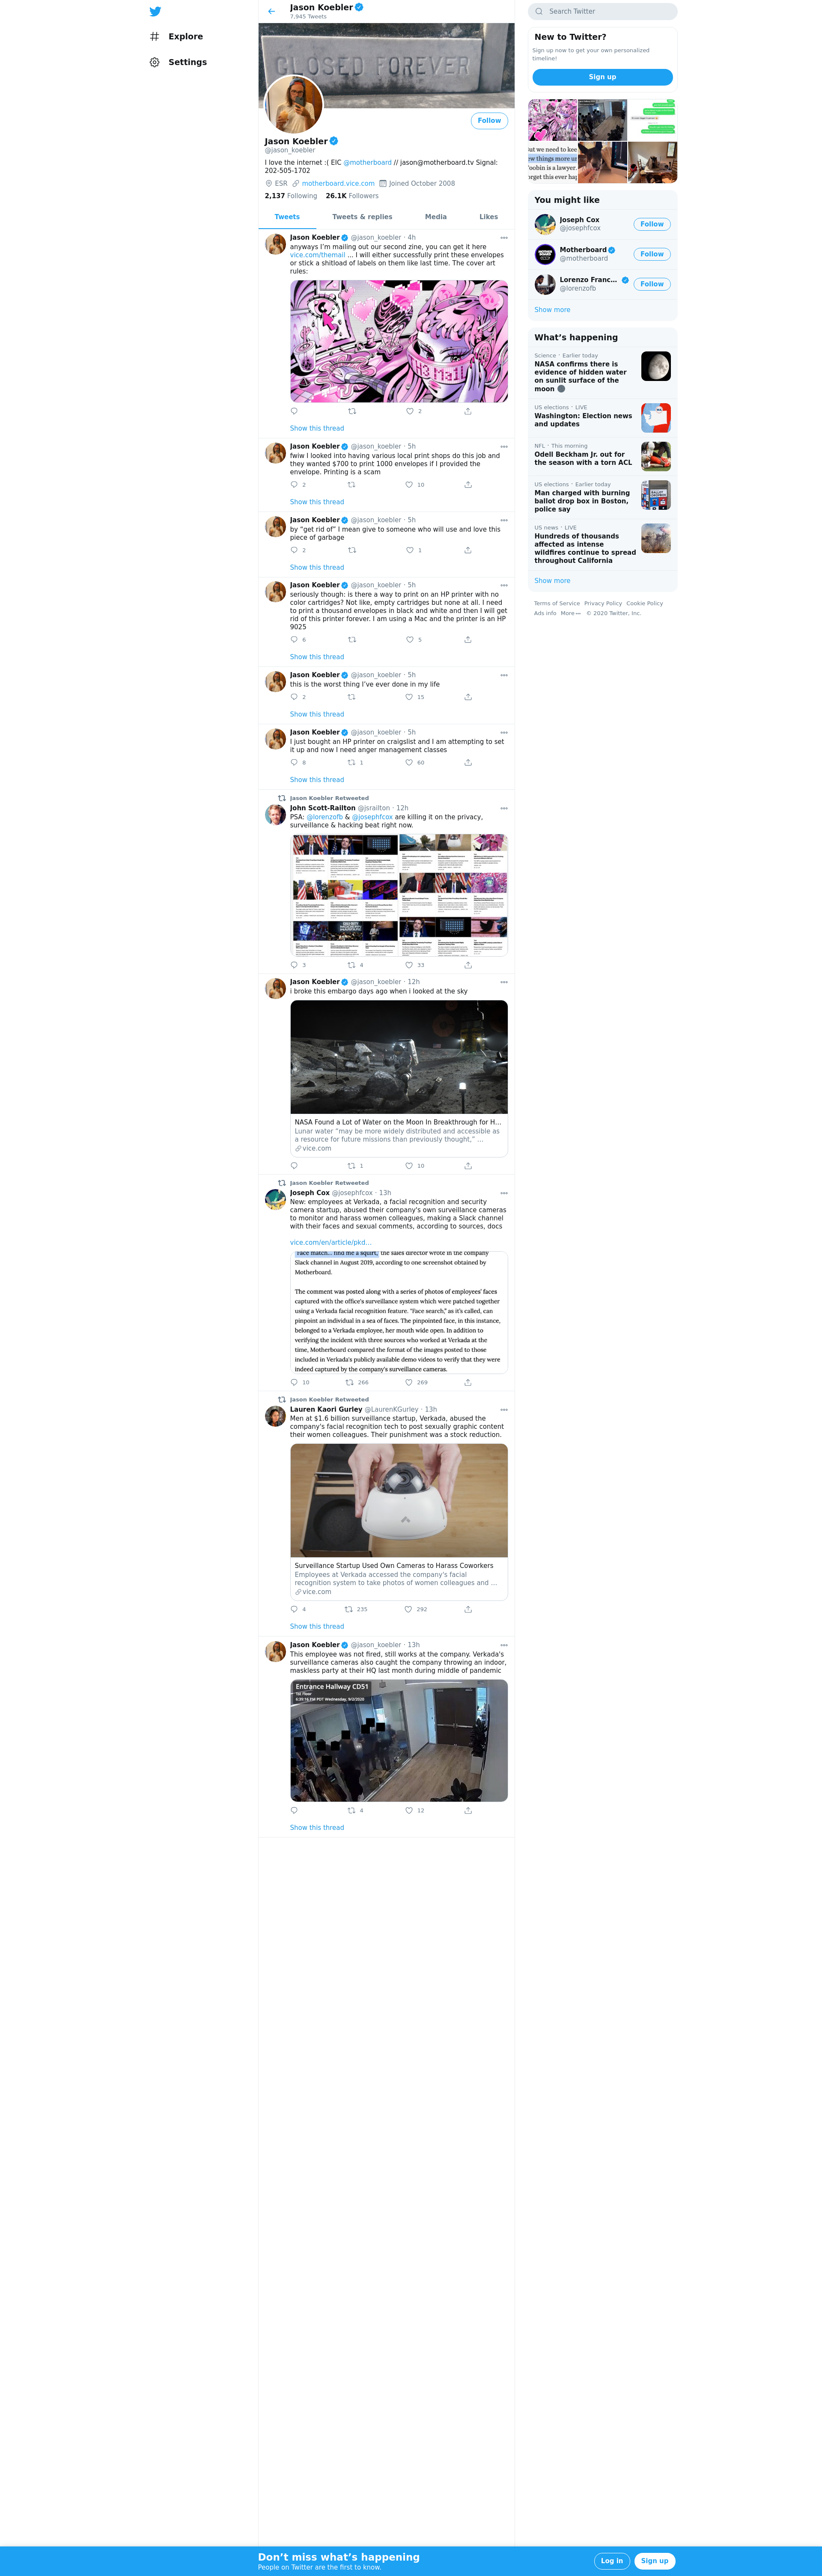 Explore
Settings
Jason Koebler
7,945 Tweets
CLOSED FOREVER
Follow
Jason Koebler
@jason_koebler
I love the internet :( EIC @motherboard // jason@motherboard.tv Signal:
202-505-1702
ESR motherboard.vice.com Joined October 2008
2,137 Following 26.1K Followers
Tweets Tweets & replies Media Likes
Jason Koebler @jason_koebler · 4h
anyways I’m mailing out our second zine, you can get it here
vice.com/themail ... I will either successfully print these envelopes
or stick a shitload of labels on them like last time. The cover art
rules:
2
Show this thread
Jason Koebler @jason_koebler · 5h
fwiw I looked into having various local print shops do this job and
they wanted $700 to print 1000 envelopes if I provided the
envelope. Printing is a scam
2 10
Show this thread
Jason Koebler @jason_koebler · 5h
by “get rid of” I mean give to someone who will use and love this
piece of garbage
2 1
Show this thread
Jason Koebler @jason_koebler · 5h
seriously though: is there a way to print on an HP printer with no
color cartridges? Not like, empty cartridges but none at all. I need
to print a thousand envelopes in black and white and then I will get
rid of this printer forever. I am using a Mac and the printer is an HP
9025
6 5
Show this thread
Jason Koebler @jason_koebler · 5h
this is the worst thing I’ve ever done in my life
2 15
Show this thread
Jason Koebler @jason_koebler · 5h
I just bought an HP printer on craigslist and I am attempting to set
it up and now I need anger management classes
8 1 60
Show this thread
Jason Koebler Retweeted
John Scott-Railton @jsrailton · 12h
PSA: @lorenzofb & @josephfcox are killing it on the privacy,
surveillance & hacking beat right now.
3 4 33
Jason Koebler @jason_koebler · 12h
i broke this embargo days ago when i looked at the sky
NASA Found a Lot of Water on the Moon In Breakthrough for H...
Lunar water “may be more widely distributed and accessible as
a resource for future missions than previously thought,” ...
vice.com
1 10
Jason Koebler Retweeted
Joseph Cox @josephfcox · 13h
New: employees at Verkada, a facial recognition and security
camera startup, abused their company's own surveillance cameras
to monitor and harass women colleagues, making a Slack channel
with their faces and sexual comments, according to sources, docs
vice.com/en/article/pkd...
"Face match... find me a squirt," the sales director wrote in the company
Slack channel in August 2019, according to one screenshot obtained by
Motherboard.
The comment was posted along with a series of photos of employees' faces
captured with the office's surveillance system which were patched together
using a Verkada facial recognition feature. "Face search," as it's called, can
pinpoint an individual in a sea of faces. The pinpointed face, in this instance,
belonged to a Verkada employee, her mouth wide open. In addition to
verifying the incident with three sources who worked at Verkada at the
time, Motherboard compared the format of the images posted to those
included in Verkada's publicly available demo videos to verify that they were
indeed captured by the company's surveillance cameras.
10 266 269
Jason Koebler Retweeted
Lauren Kaori Gurley @LaurenKGurley · 13h
Men at $1.6 billion surveillance startup, Verkada, abused the
company's facial recognition tech to post sexually graphic content
their women colleagues. Their punishment was a stock reduction.
Surveillance Startup Used Own Cameras to Harass Coworkers
Employees at Verkada accessed the company's facial
recognition system to take photos of women colleagues and ...
vice.com
4 235 292
Show this thread
Jason Koebler @jason_koebler · 13h
This employee was not fired, still works at the company. Verkada's
surveillance cameras also caught the company throwing an indoor,
maskless party at their HQ last month during middle of pandemic
Entrance Hallway CD51
4 12
Show this thread
Search Twitter
New to Twitter?
Sign up now to get your own personalized
timeline!
Sign up
You might like
Joseph Cox
@josephfcox
Follow
Motherboard
@motherboard
Follow
Lorenzo Franc...
@lorenzofb
Follow
Show more
What’s happening
Science · Earlier today
NASA confirms there is
evidence of hidden water
on sunlit surface of the
moon
US elections · LIVE
Washington: Election news
and updates
NFL · This morning
Odell Beckham Jr. out for
the season with a torn ACL
US elections · Earlier today
Man charged with burning
ballot drop box in Boston,
police say
US news · LIVE
Hundreds of thousands
affected as intense
wildfires continue to spread
throughout California
Show more
Terms of Service Privacy Policy Cookie Policy
Ads info More © 2020 Twitter, Inc.
Don’t miss what’s happening
People on Twitter are the first to know.
Log in Sign up